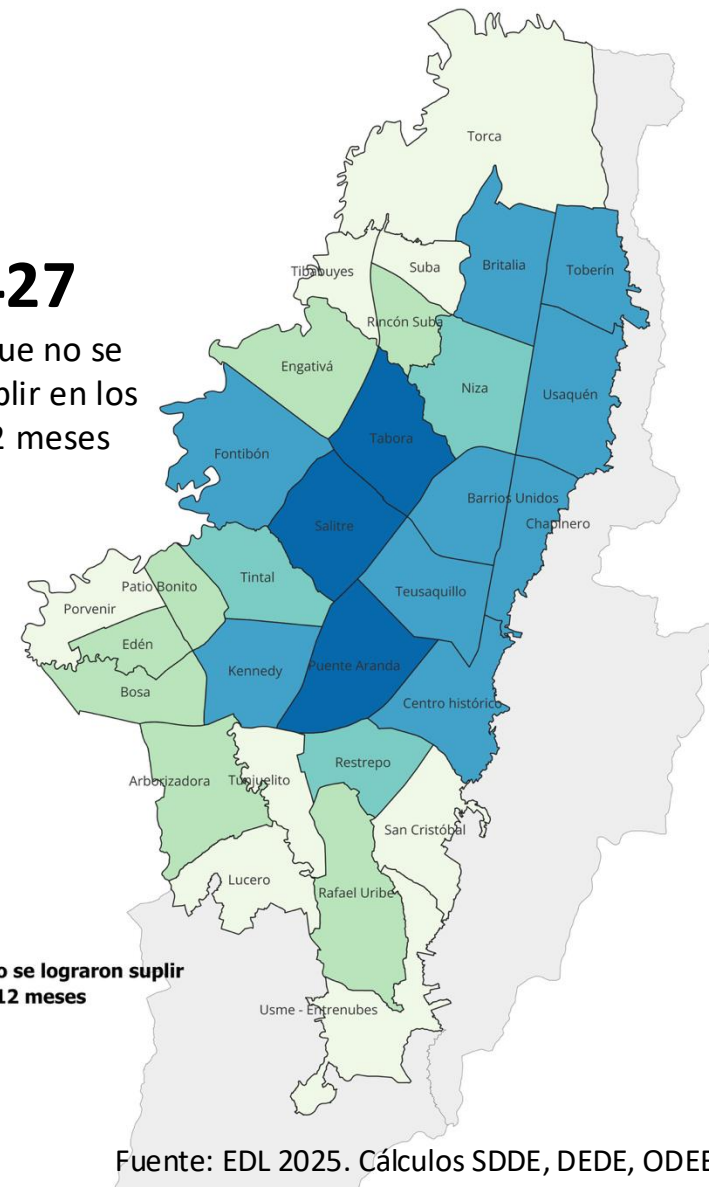 Torca
27
Tibabuyes
Suba
Britalia
Toberín
ue no se
Rincón Suba
plir en los
Engativá
Niza
Usaquén
2 meses
Tabora
Fontibón
Barrios Unidos
Salitre
Chapinero
Tintal
Patio Bonito
Teusaquillo
Porvenir
Edén
Kennedy
Puente Aranda
Bosa
Centro histórico
Restrepo
Arborizadora
Tunjuelito
San Cristóbal
Lucero
Rafael Uribe
o se lograron suplir
12 meses
Usme - Entrenubes
Fuente: EDL 2025. Cálculos SDDE, DEDE, ODEE